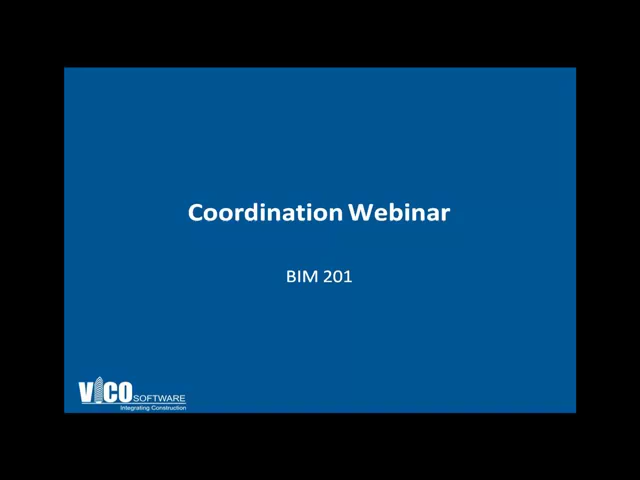 Coordination Webinar
BIM 201
VICO SOFTWARE
Integrating Construction